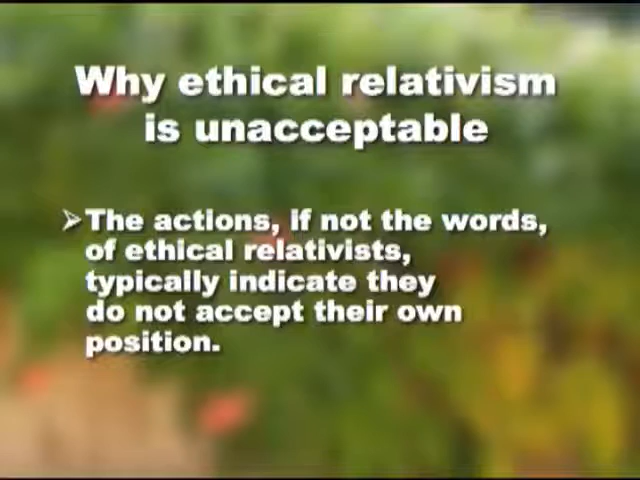 Why ethical relativism
is unacceptable
➢The actions, if not the words,
of ethical relativists,
typically indicate they
do not accept their own
position.